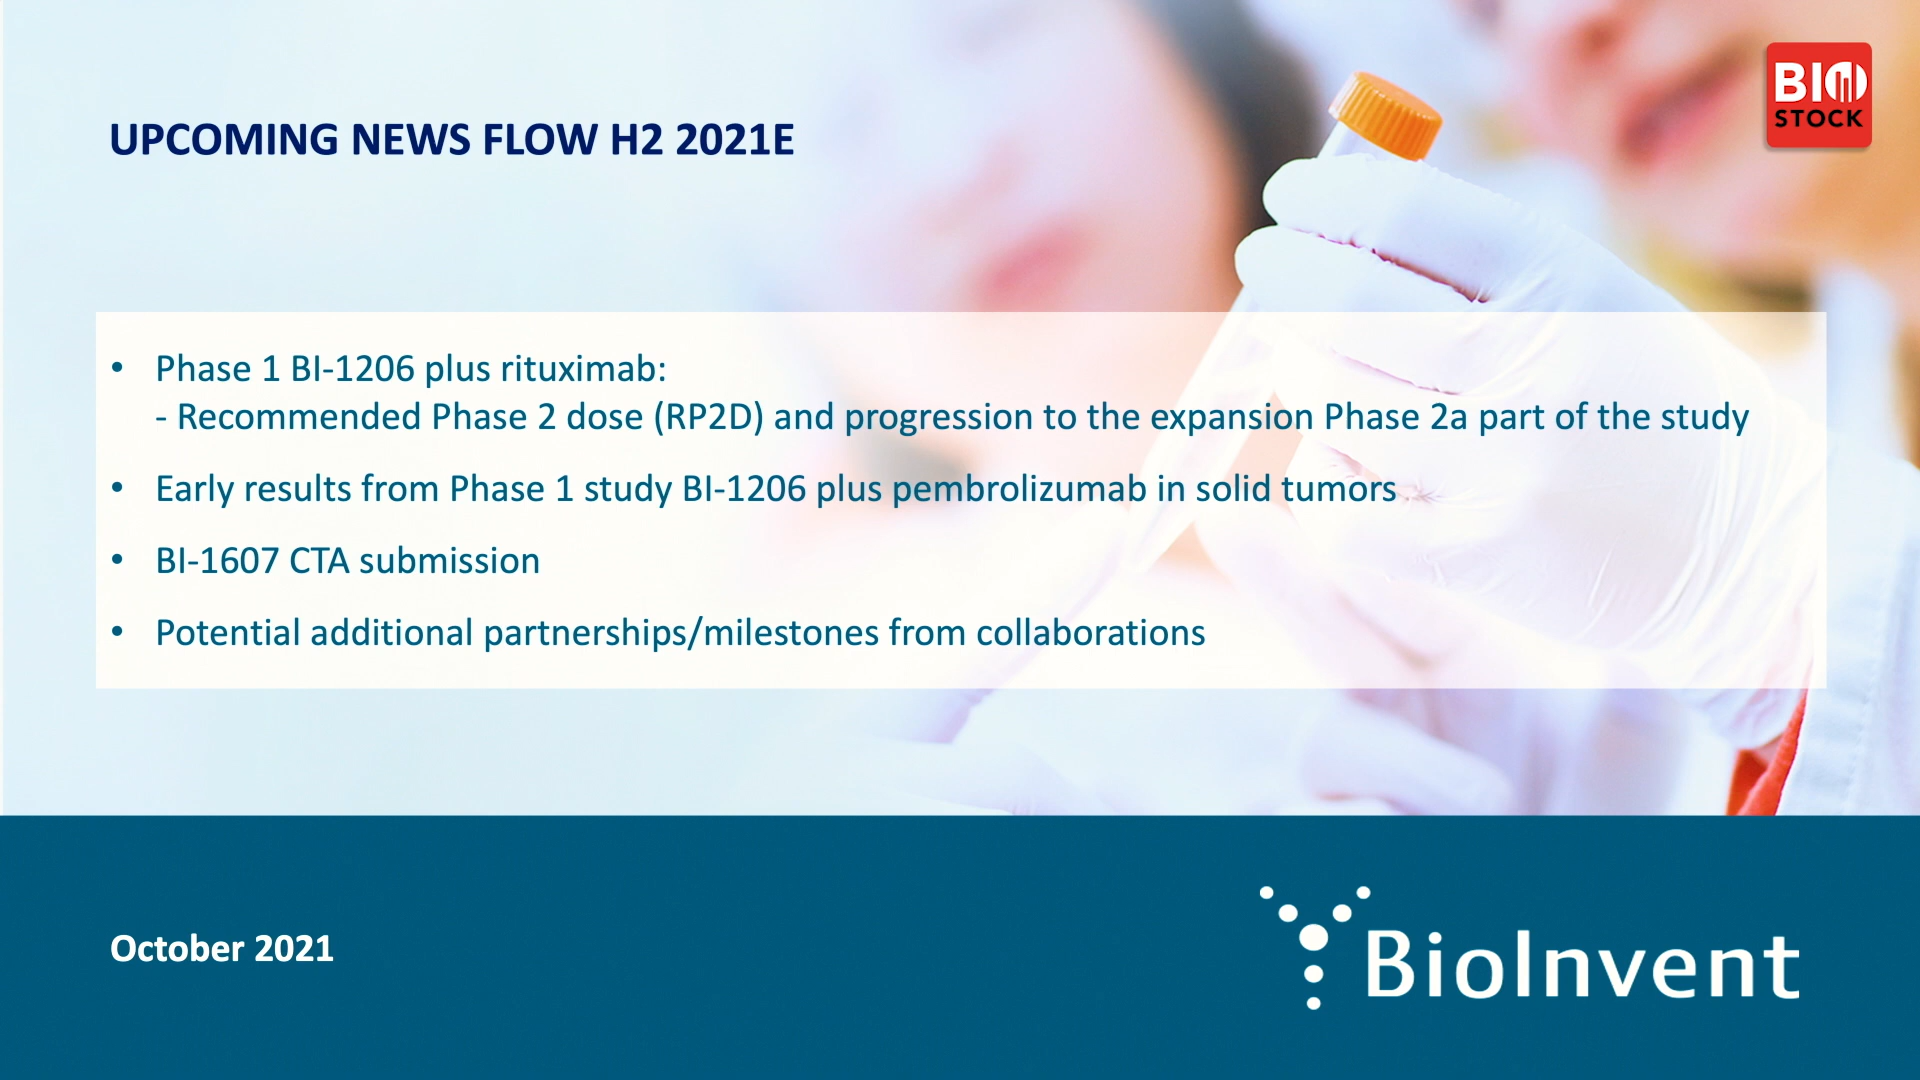 BIO
STOCK
UPCOMING NEWS FLOW H2 2021E
• Phase 1 BI-1206 plus rituximab:
- Recommended Phase 2 dose (RP2D) and progression to the expansion Phase 2a part of the study
• Early results from Phase 1 study BI-1206 plus pembrolizumab in solid tumors
• BI-1607 CTA submission
• Potential additional partnerships/milestones from collaborations
October 2021
BioInvent